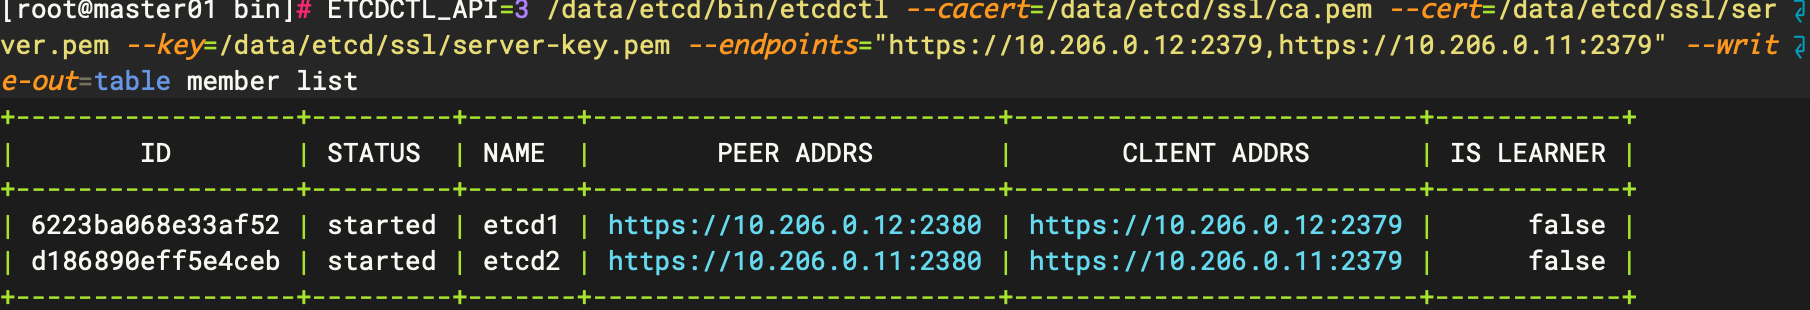 [root@master01 bin]# ETCDCTL_API=3 /data/etcd/bin/etcdctl --cacert=/data/etcd/ssl/ca.pem --cert=/data/etcd/ssl/ser
ver.pem --key=/data/etcd/ssl/server-key.pem --endpoints="https://10.206.0.12:2379,https://10.206.0.11:2379" --writ
e-out=table member list
+------------------+---------+-------+--------------------------+--------------------------+------------+
|        ID        | STATUS  | NAME  |        PEER ADDRS        |       CLIENT ADDRS       | IS LEARNER |
+------------------+---------+-------+--------------------------+--------------------------+------------+
| 6223ba068e33af52 | started | etcd1 | https://10.206.0.12:2380 | https://10.206.0.12:2379 |      false |
| d186890eff5e4ceb | started | etcd2 | https://10.206.0.11:2380 | https://10.206.0.11:2379 |      false |
+------------------+---------+-------+--------------------------+--------------------------+------------+